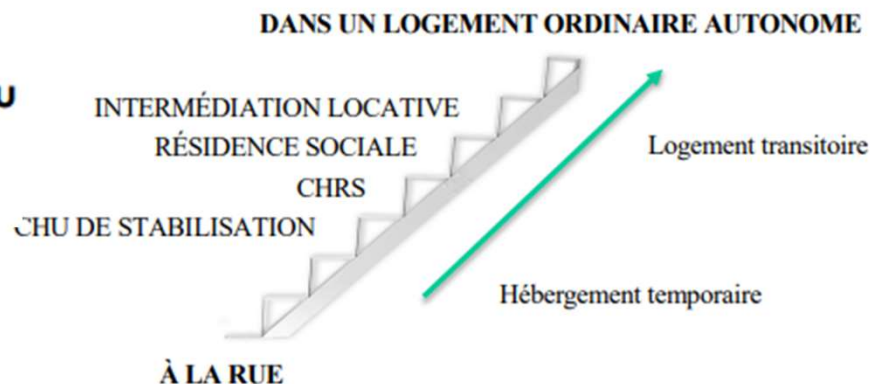 DANS UN LOGEMENT ORDINAIRE AUTONOME
U
INTERMÉDIATION LOCATIVE
RÉSIDENCE SOCIALE
Logement transitoire
CHRS
CHU DE STABILISATION
Hébergement temporaire
À LA RUE